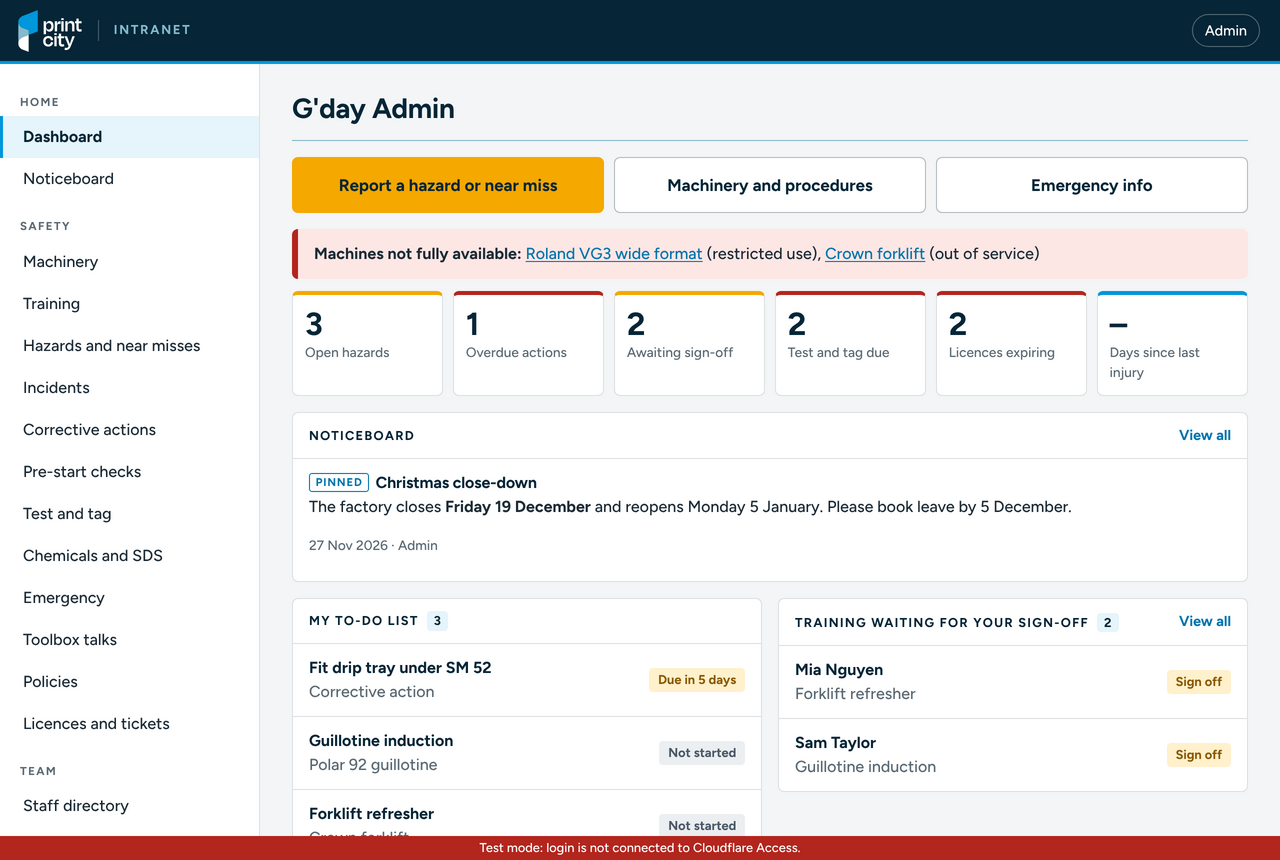 print city
INTRANET
Admin
HOME
Dashboard
Noticeboard
SAFETY
Machinery
Training
Hazards and near misses
Incidents
Corrective actions
Pre-start checks
Test and tag
Chemicals and SDS
Emergency
Toolbox talks
Policies
Licences and tickets
TEAM
Staff directory
G'day Admin
Report a hazard or near miss
Machinery and procedures
Emergency info
Machines not fully available: Roland VG3 wide format (restricted use), Crown forklift (out of service)
3
Open hazards
1
Overdue actions
2
Awaiting sign-off
2
Test and tag due
2
Licences expiring
–
Days since last
injury
NOTICEBOARD
View all
PINNED Christmas close-down
The factory closes Friday 19 December and reopens Monday 5 January. Please book leave by 5 December.
27 Nov 2026 · Admin
MY TO-DO LIST 3
Fit drip tray under SM 52
Corrective action
Due in 5 days
Guillotine induction
Polar 92 guillotine
Not started
Forklift refresher
Crown forklift
Not started
TRAINING WAITING FOR YOUR SIGN-OFF 2
View all
Mia Nguyen
Forklift refresher
Sign off
Sam Taylor
Guillotine induction
Sign off
Test mode: login is not connected to Cloudflare Access.